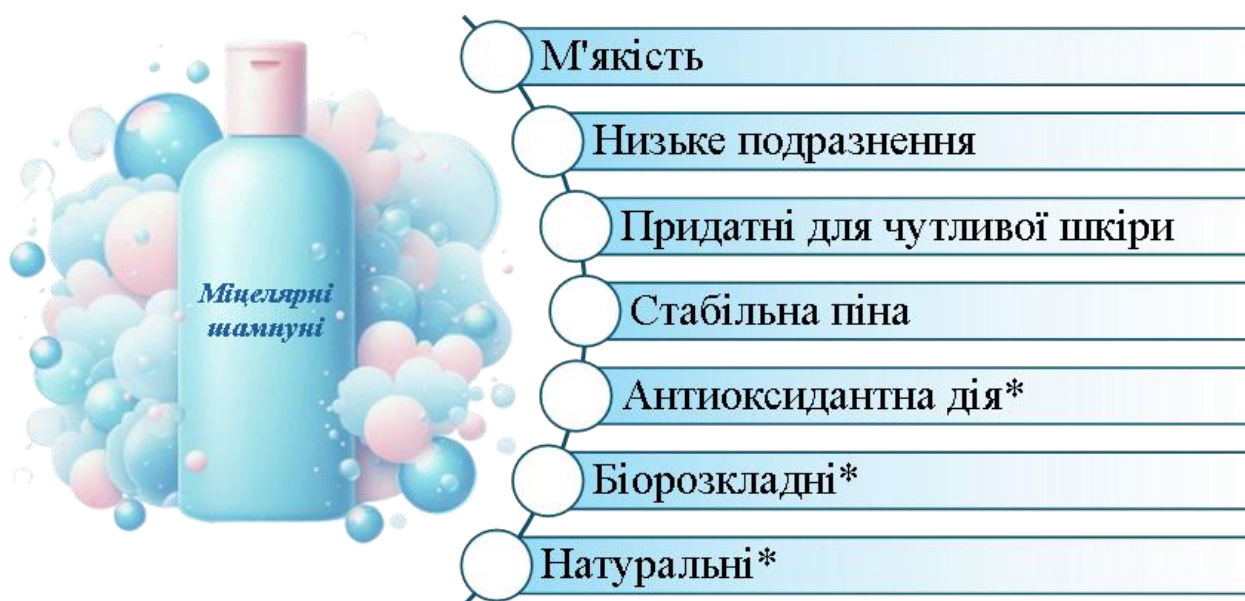 Міцелярні
шампуні
М'якість
Низьке подразнення
Придатні для чутливої шкіри
Стабільна піна
Антиоксидантна дія*
Біорозкладні*
Натуральні*